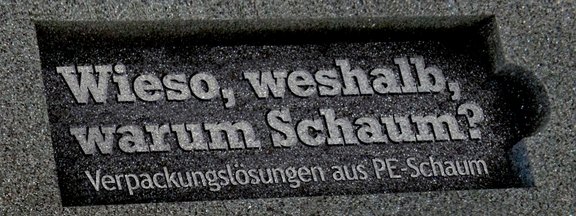 Wieso, weshalb,
warum Schaum?
Verpackungslösungen aus PE-Schaum